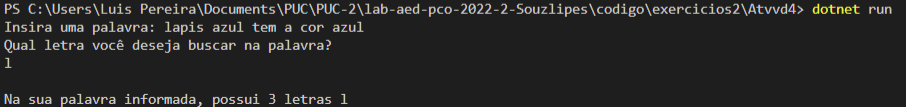 PS C:\Users\Luis Pereira\Documents\PUC\PUC-2\lab-aed-pco-2022-2-Souzlipes\codigo\exercicios2\Atvvd4> dotnet run
Insira uma palavra: lapis azul tem a cor azul
Qual letra você deseja buscar na palavra?
l
Na sua palavra informada, possui 3 letras l